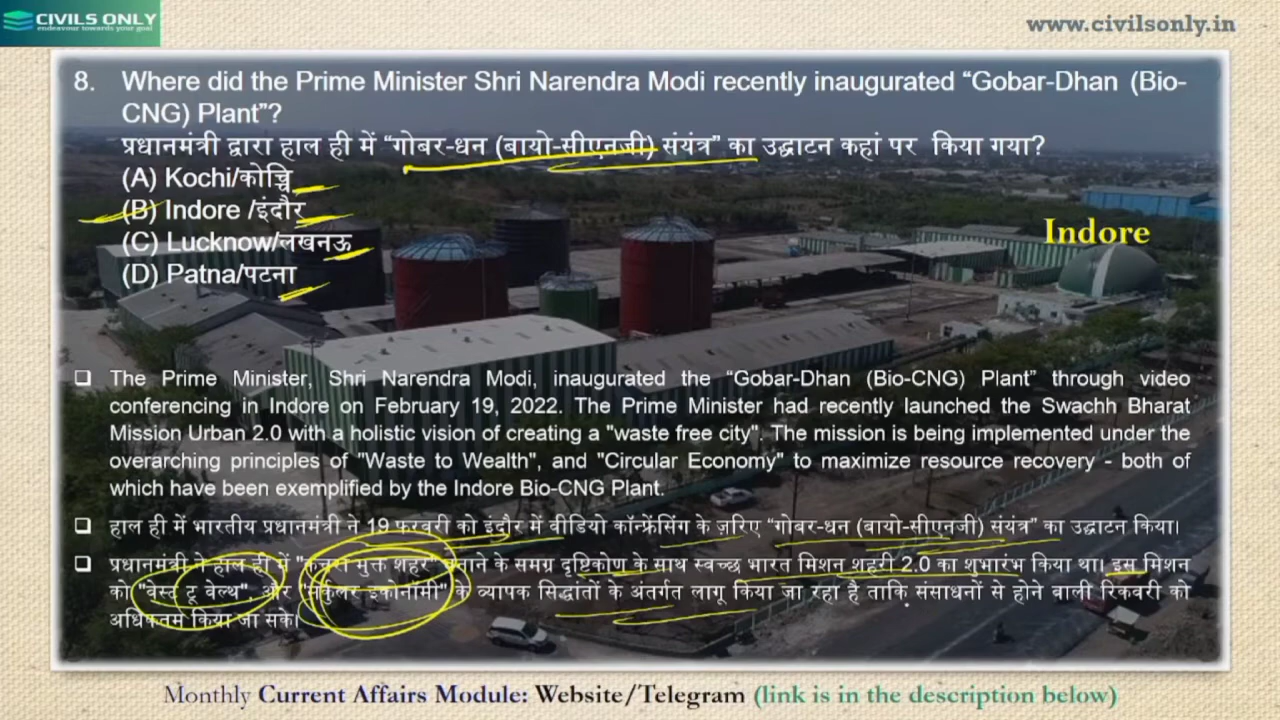 CIVILS ONLY
endeavour towards your goal
www.civilsonly.in
8. Where did the Prime Minister Shri Narendra Modi recently inaugurated “Gobar-Dhan (Bio-
CNG) Plant”?
प्रधानमंत्री द्वारा हाल ही में “गोबर-धन (बायो-सीएनजी) संयंत्र” का उद्घाटन कहां पर किया गया?
(A) Kochi/कोच्चि
(B) Indore /इंदौर
(C) Lucknow/लखनऊ
(D) Patna/पटना
Indore
❑ The Prime Minister, Shri Narendra Modi, inaugurated the “Gobar-Dhan (Bio-CNG) Plant” through video
conferencing in Indore on February 19, 2022. The Prime Minister had recently launched the Swachh Bharat
Mission Urban 2.0 with a holistic vision of creating a "waste free city". The mission is being implemented under the
overarching principles of "Waste to Wealth", and "Circular Economy" to maximize resource recovery - both of
which have been exemplified by the Indore Bio-CNG Plant.
❑ हाल ही में भारतीय प्रधानमंत्री ने 19 फरवरी को इंदौर में वीडियो कॉन्फ्रेंसिंग के ज़रिए “गोबर-धन (बायो-सीएनजी) संयंत्र” का उद्घाटन किया।
❑ प्रधानमंत्री ने हाल ही में "कचरा मुक्त शहर" बनाने के समग्र दृष्टिकोण के साथ स्वच्छ भारत मिशन शहरी 2.0 का शुभारंभ किया था। इस मिशन
को "वेस्ट टू वेल्थ", और "सर्कुलर इकोनॉमी" के व्यापक सिद्धांतों के अंतर्गत लागू किया जा रहा है ताकि संसाधनों से होने वाली रिकवरी को
अधिकतम किया जा सके।
Monthly Current Affairs Module: Website/Telegram (link is in the description below)